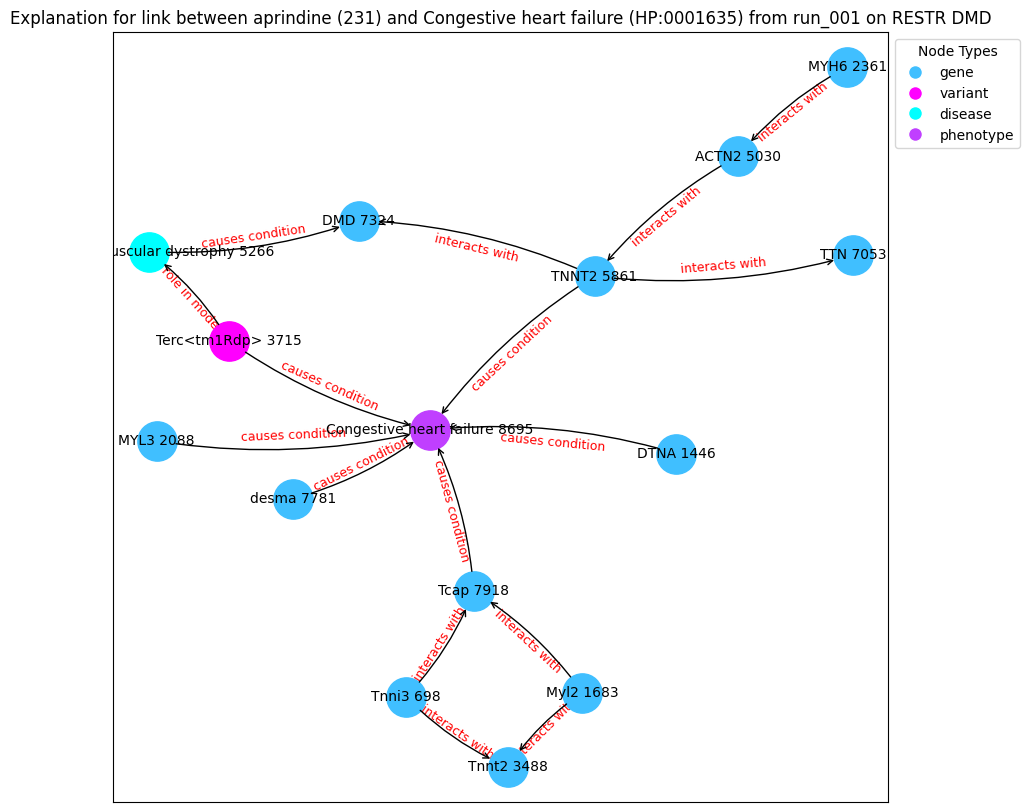 Explanation for link between aprindine (231) and Congestive heart failure (HP:0001635) from run_001 on RESTR DMD
Node Types
gene
variant
disease
phenotype
MYH6 2361
interacts with
ACTN2 5030
interacts with
DMD 7324
causes condition
uscular dystrophy 5266
interacts with
TNNT2 5861
interacts with
TTN 7053
role in mode
Terc<tm1Rdp> 3715
causes condition
causes condition
Congestive heart failure 8695
MYL3 2088
causes condition
causes condition
DTNA 1446
causes condition
desma 7781
causes condition
Tcap 7918
interacts with
interacts with
Tnni3 698
Myl2 1683
interacts with
interacts with
Tnnt2 3488